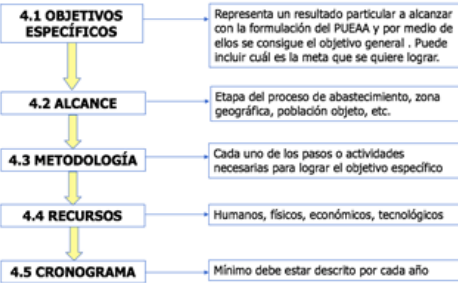 4.1 OBJETIVOS
ESPECÍFICOS
Representa un resultado particular a alcanzar
con la formulación del PUEAA y por medio de
ellos se consigue el objetivo general . Puede
incluir cuál es la meta que se quiere lograr.
4.2 ALCANCE
Etapa del proceso de abastecimiento, zona
geográfica, población objeto, etc.
4.3 METODOLOGÍA
Cada uno de los pasos o actividades
necesarias para lograr el objetivo específico
4.4 RECURSOS
Humanos, físicos, económicos, tecnológicos
4.5 CRONOGRAMA
Mínimo debe estar descrito por cada año